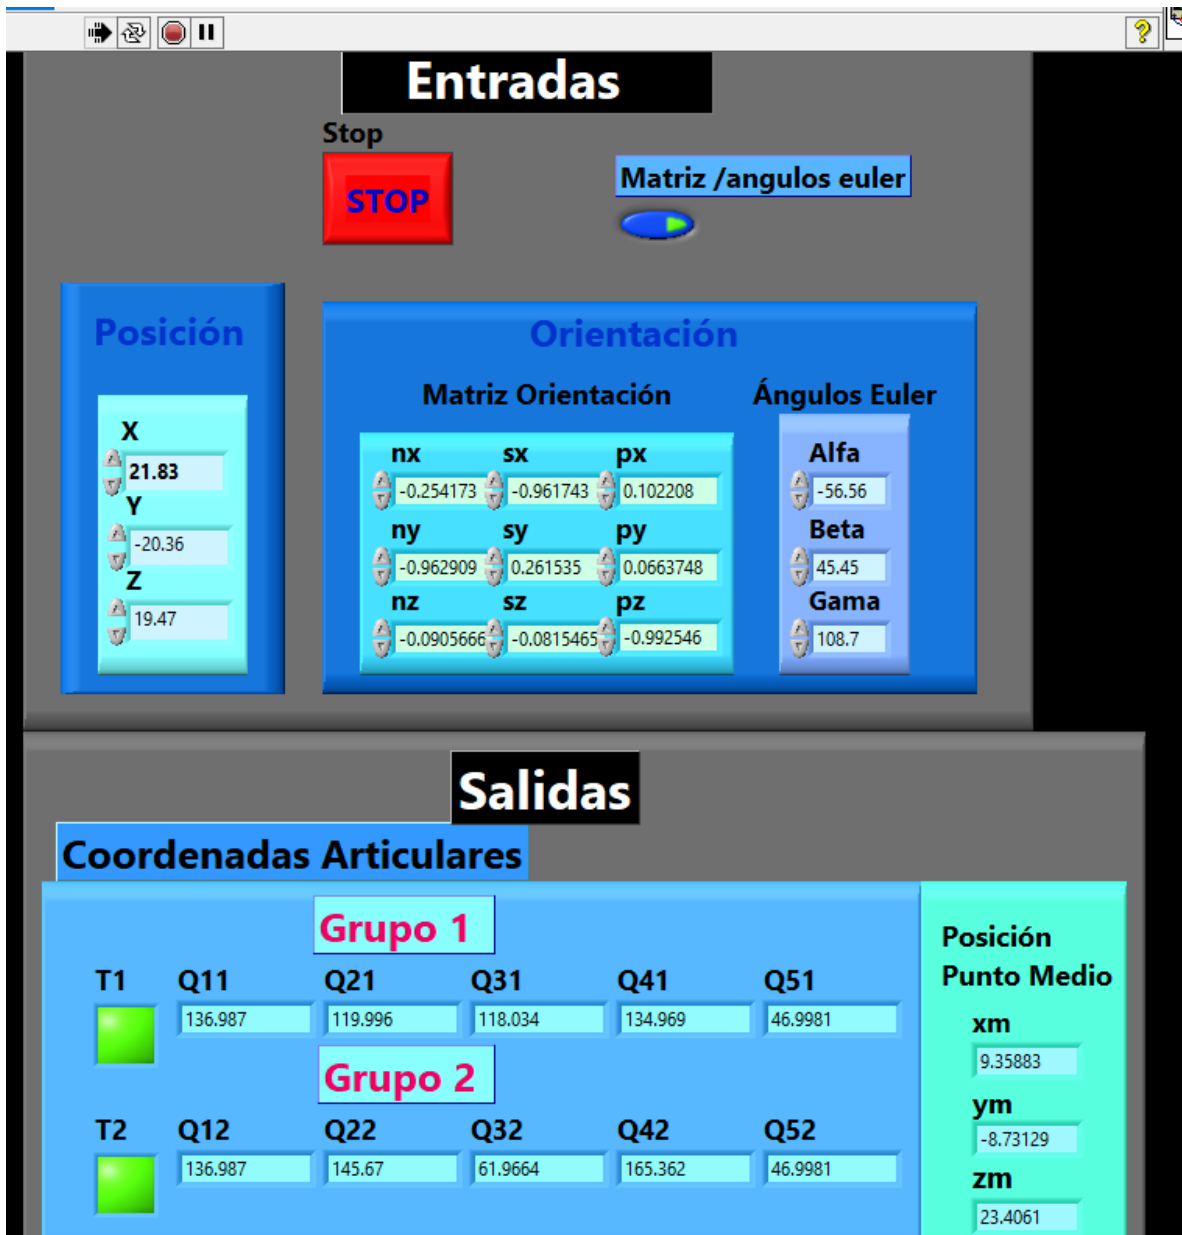 Entradas
Stop
STOP
Matriz /angulos euler
Posición
X
21.83
Y
-20.36
Z
19.47
Orientación
Matriz Orientación
Ángulos Euler
nx sx px
-0.254173 -0.961743 0.102208
ny sy py
-0.962909 0.261535 0.0663748
nz sz pz
-0.0905666 -0.0815465 -0.992546
Alfa
-56.56
Beta
45.45
Gama
108.7
Salidas
Coordenadas Articulares
Grupo 1
T1 Q11 Q21 Q31 Q41 Q51
136.987 119.996 118.034 134.969 46.9981
Grupo 2
T2 Q12 Q22 Q32 Q42 Q52
136.987 145.67 61.9664 165.362 46.9981
Posición
Punto Medio
xm
9.35883
ym
-8.73129
zm
23.4061